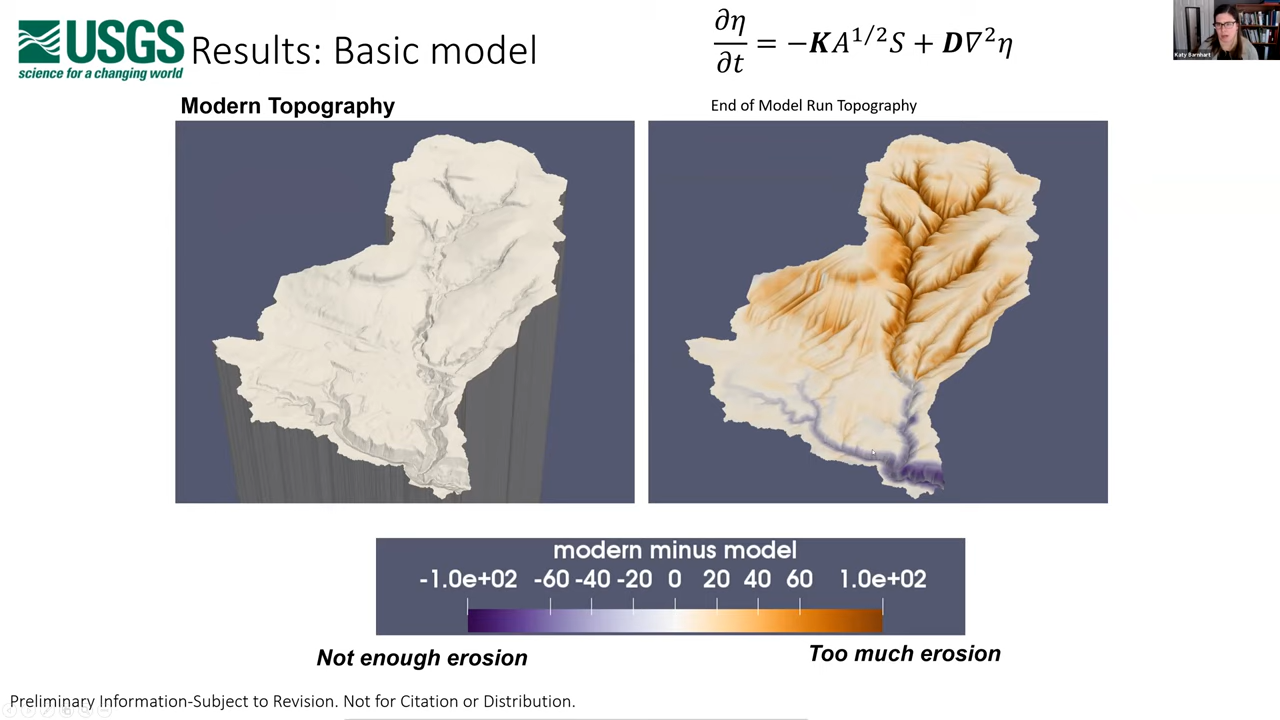 USGS
science for a changing world
Results: Basic model
∂η/∂t = −KA^{1/2}S + D∇²η
Katy Barnhart
Modern Topography
End of Model Run Topography
modern minus model
-1.0e+02 -60 -40 -20 0 20 40 60 1.0e+02
Not enough erosion
Too much erosion
Preliminary Information-Subject to Revision. Not for Citation or Distribution.